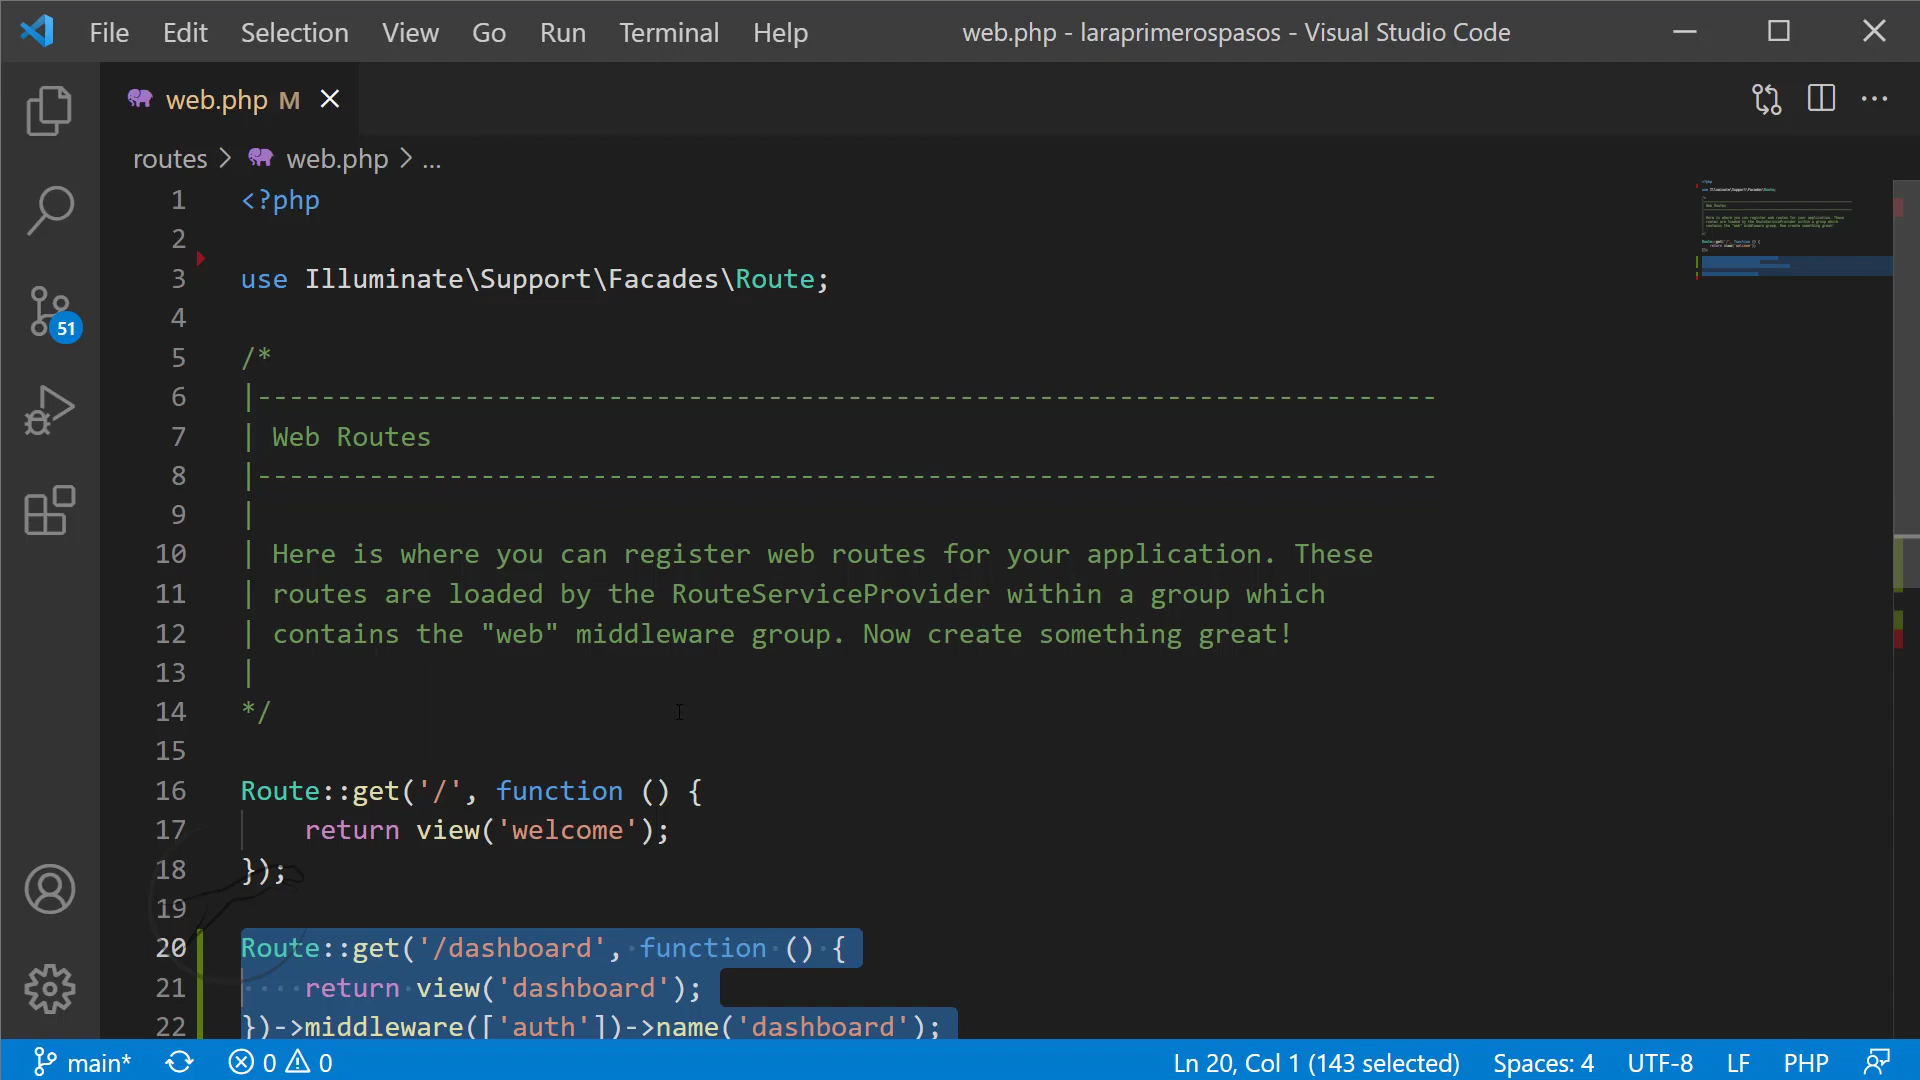 File Edit Selection View Go Run Terminal Help web.php - laraprimerospasos - Visual Studio Code
web.php M
routes > web.php > ...
1 <?php
2
3 use Illuminate\Support\Facades\Route;
4
5 /*
6 |--------------------------------------------------------------------------
7 | Web Routes
8 |--------------------------------------------------------------------------
9 |
10 | Here is where you can register web routes for your application. These
11 | routes are loaded by the RouteServiceProvider within a group which
12 | contains the "web" middleware group. Now create something great!
13 |
14 */
15
16 Route::get('/', function () {
17     return view('welcome');
18 });
19
20 Route::get('/dashboard', function () {
21     return view('dashboard');
22 })->middleware(['auth'])->name('dashboard');
51
main* 0 0 Ln 20, Col 1 (143 selected) Spaces: 4 UTF-8 LF PHP